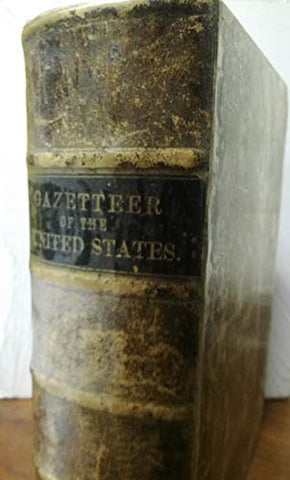 GAZETTEER
OF THE
UNITED STATES.